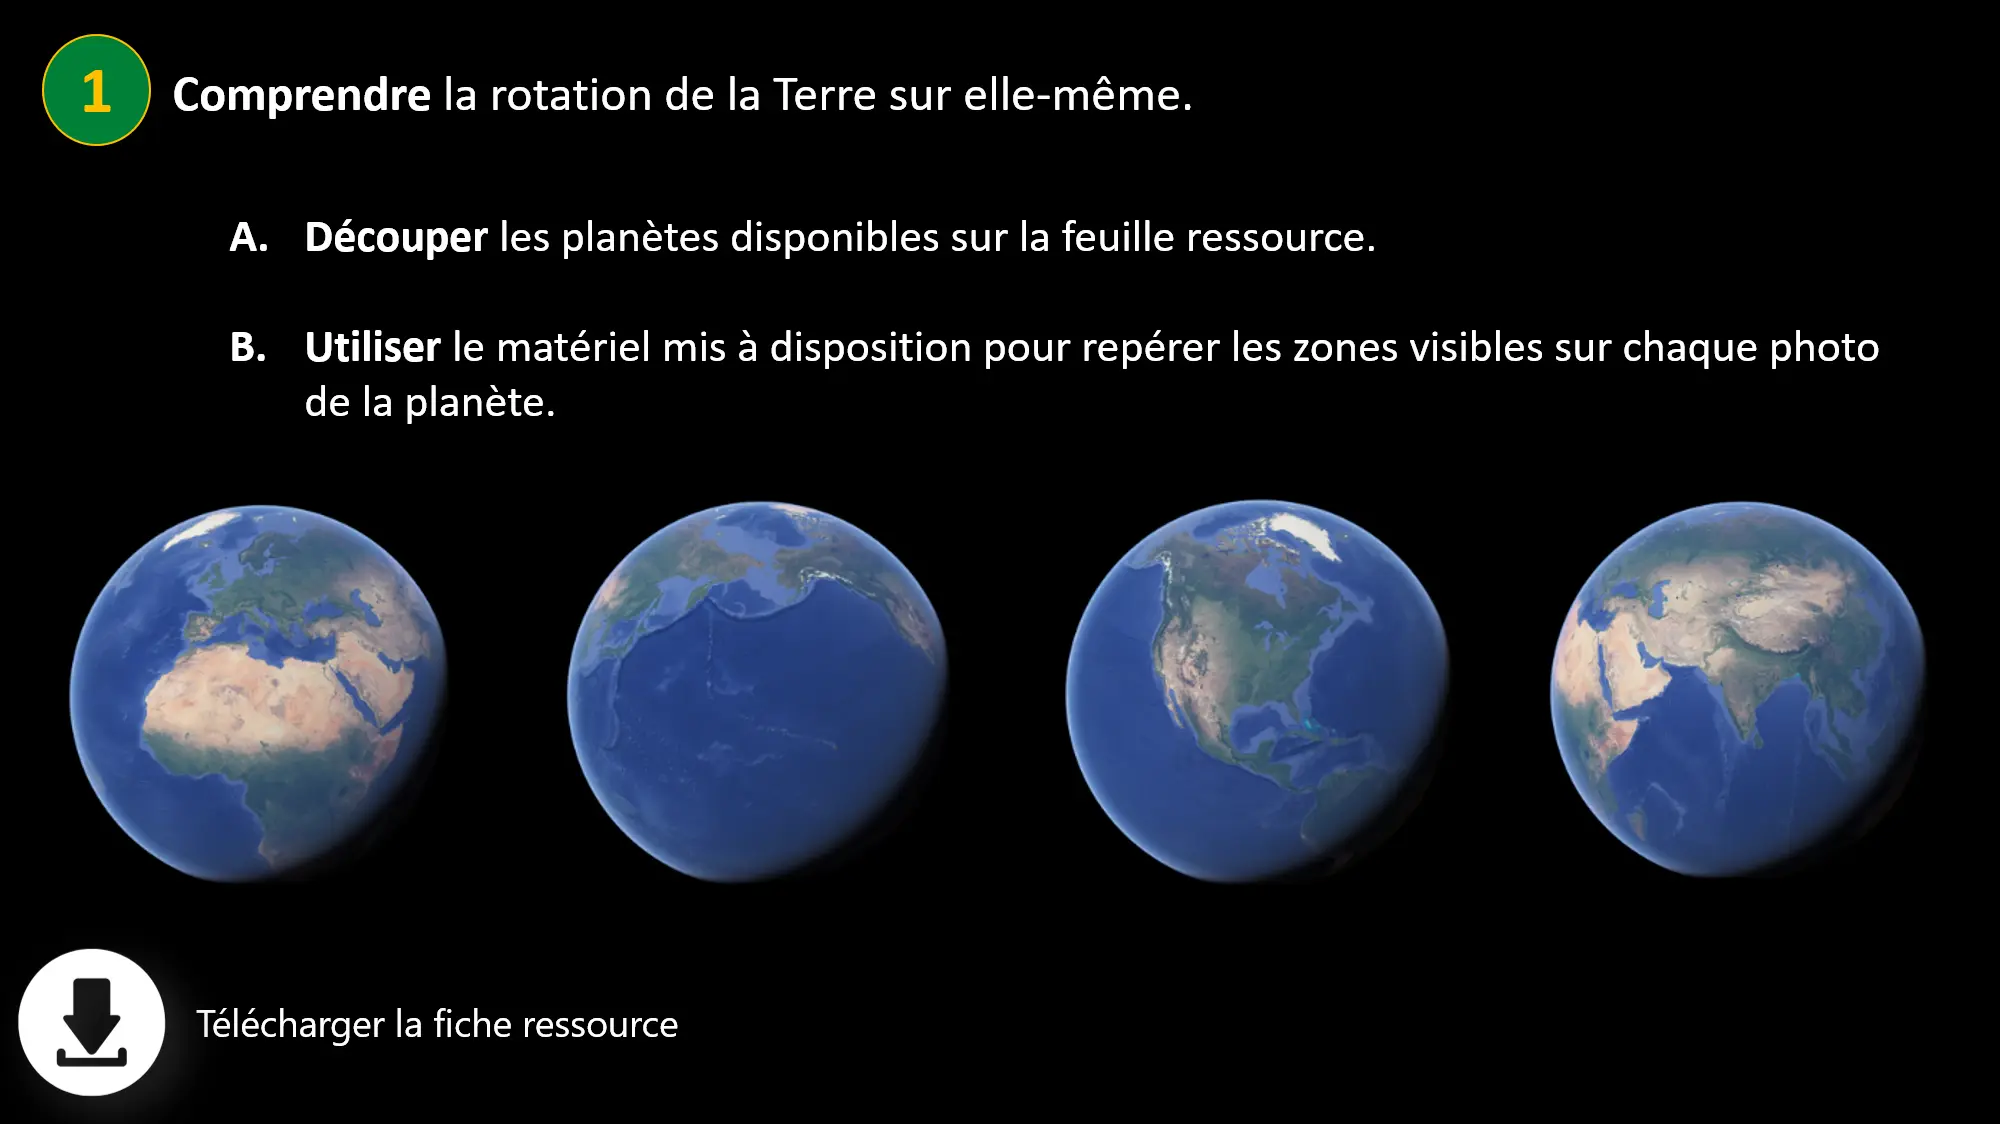 1
Comprendre la rotation de la Terre sur elle-même.
A. Découper les planètes disponibles sur la feuille ressource.
B. Utiliser le matériel mis à disposition pour repérer les zones visibles sur chaque photo
de la planète.
Télécharger la fiche ressource